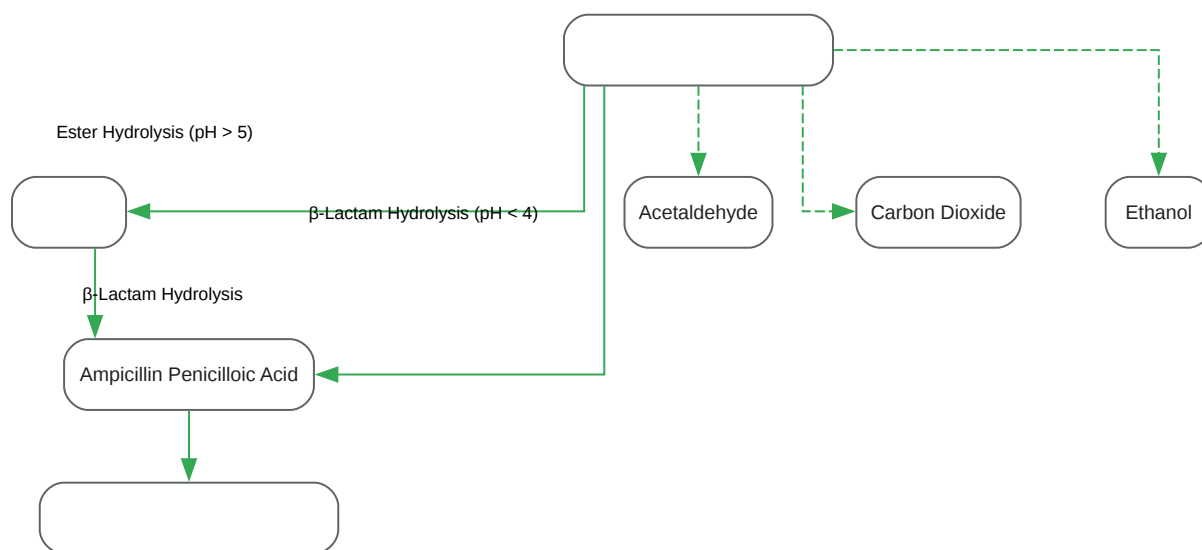 Ester Hydrolysis (pH > 5)
β-Lactam Hydrolysis (pH < 4)
Acetaldehyde
Carbon Dioxide
Ethanol
β-Lactam Hydrolysis
Ampicillin Penicilloic Acid